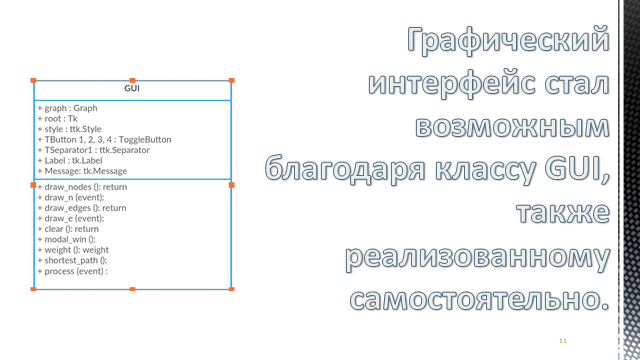 GUI
+ graph : Graph
+ root : Tk
+ style : ttk.Style
+ TButton 1, 2, 3, 4 : ToggleButton
+ TSeparator1 : ttk.Separator
+ Label : tk.Label
+ Message: tk.Message
+ draw_nodes (): return
+ draw_n (event):
+ draw_edges (): return
+ draw_e (event):
+ clear (): return
+ modal_win ():
+ weight (): weight
+ shortest_path ():
+ process (event) :
Графический
интерфейс стал
возможным
благодаря классу GUI,
также
реализованному
самостоятельно.
11